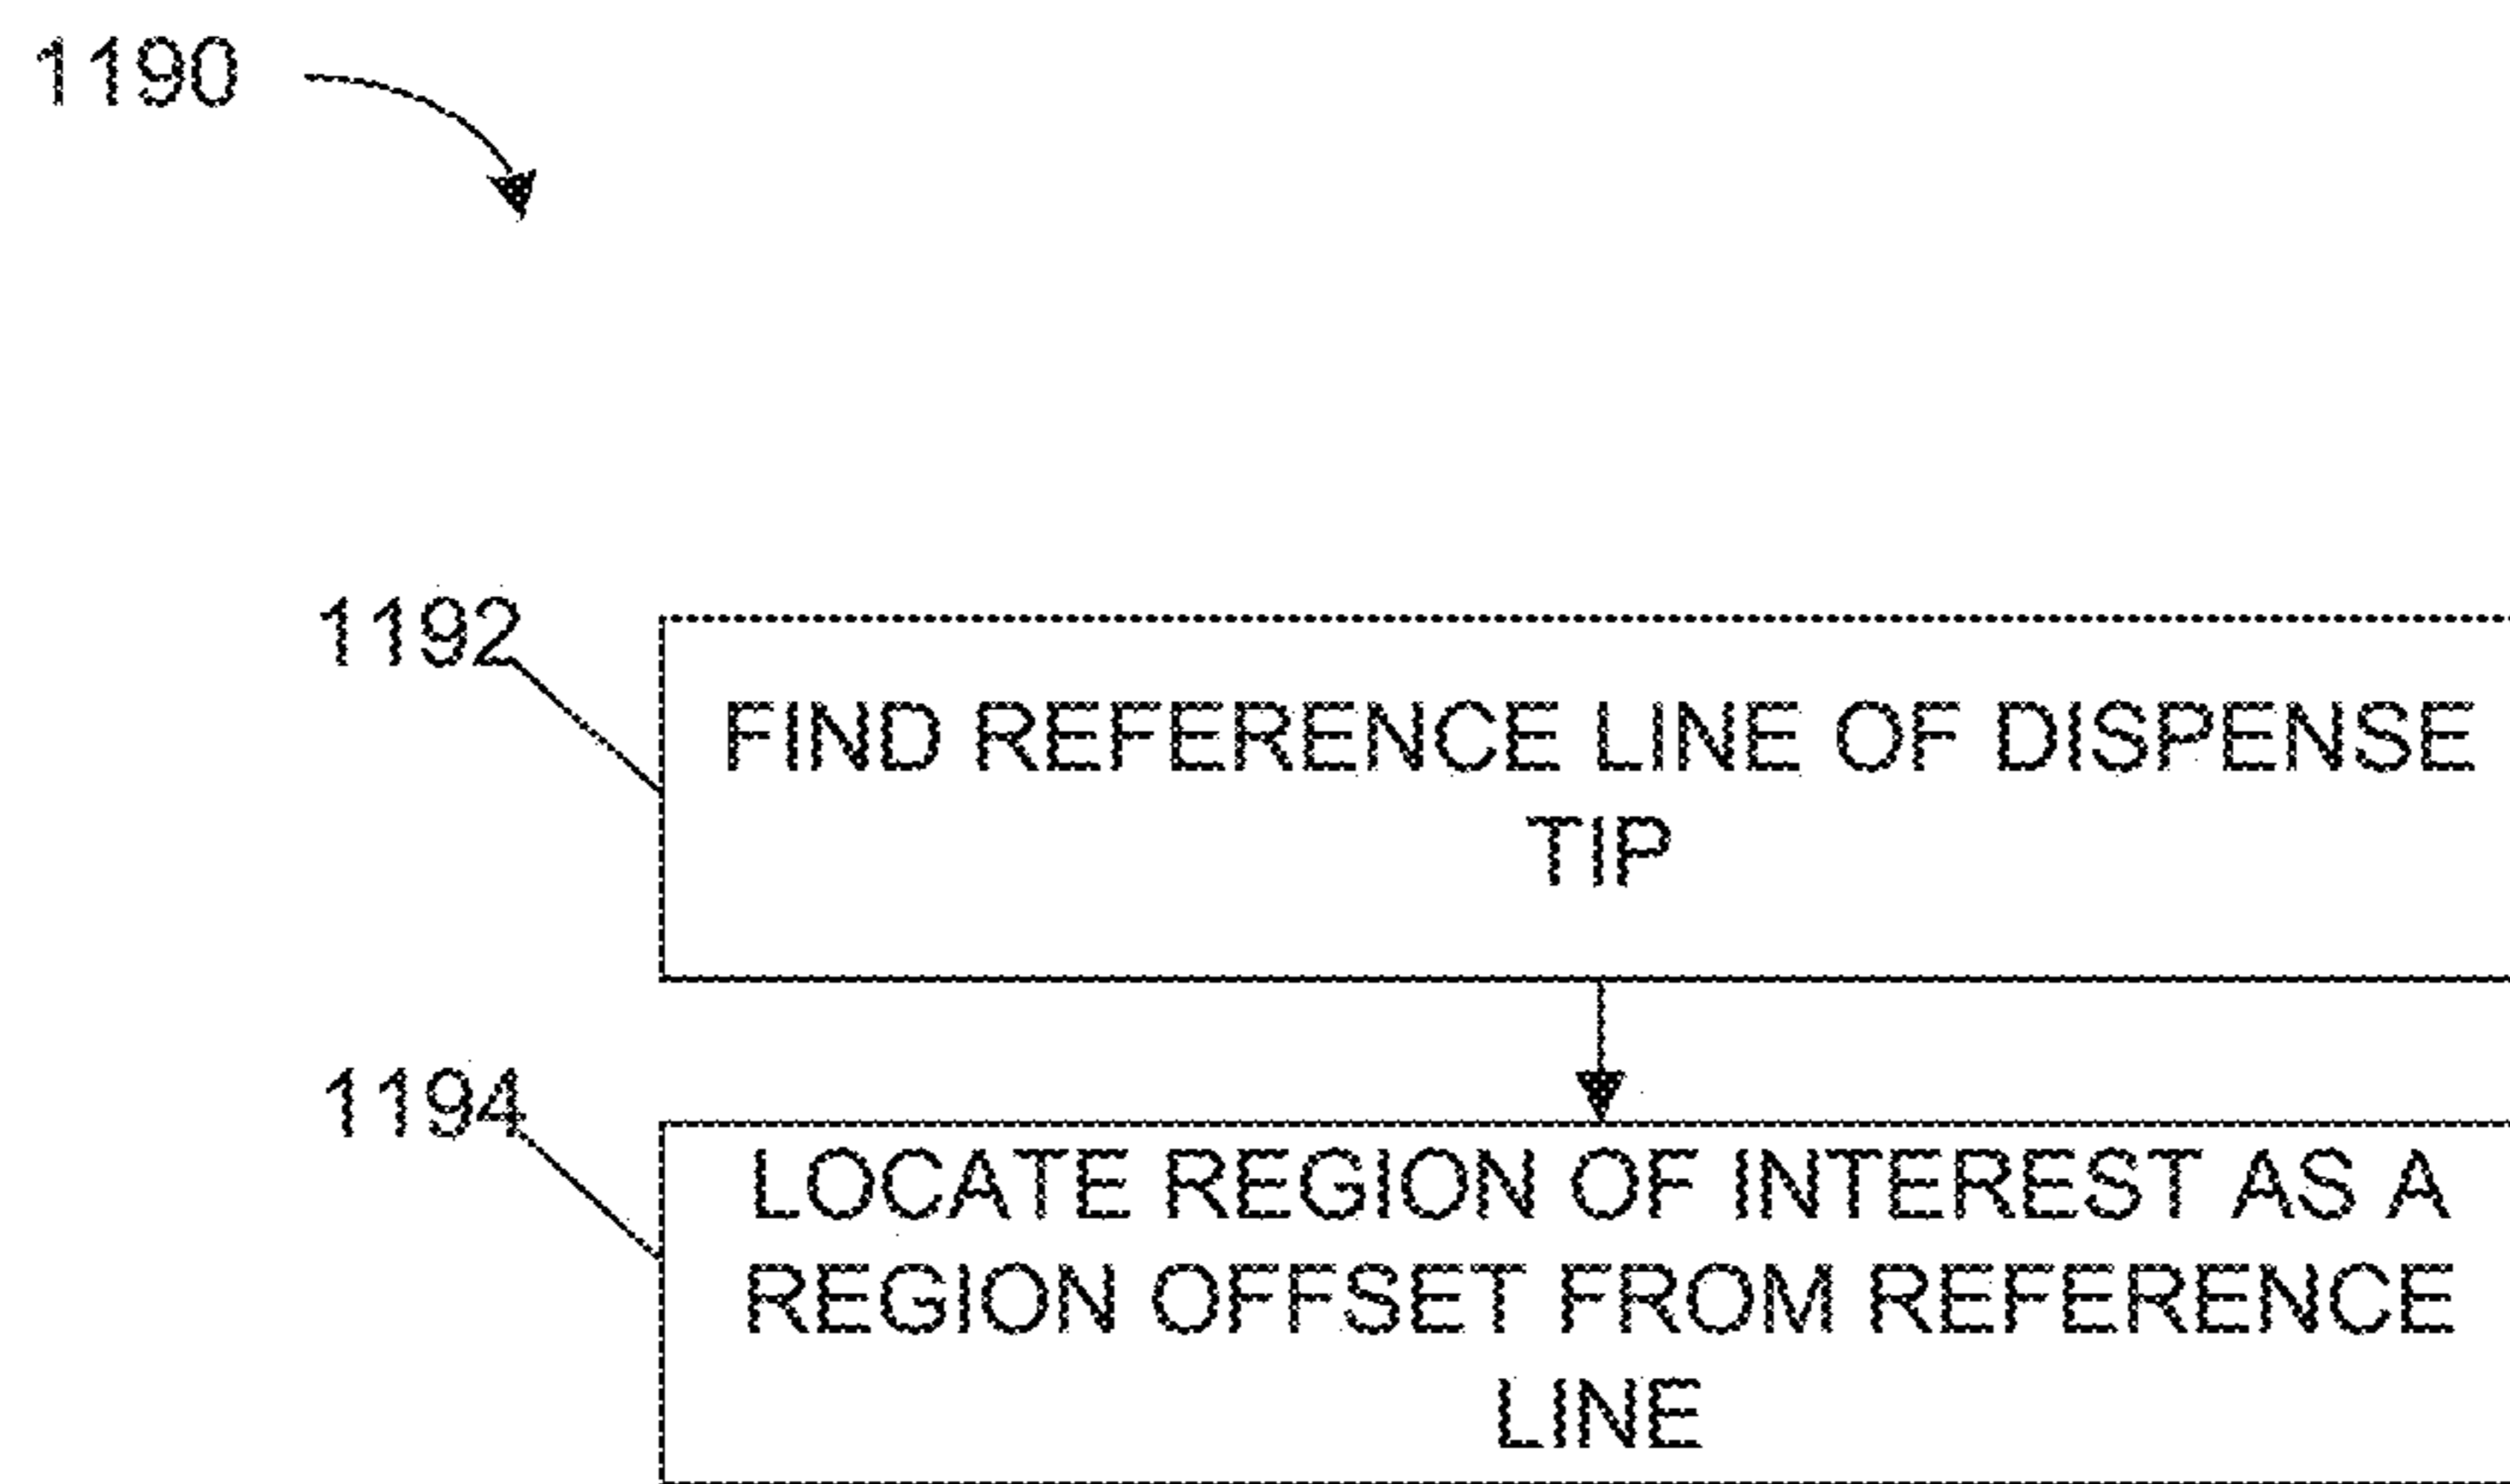 1190
1192
FIND REFERENCE LINE OF DISPENSE
TIP
1194
LOCATE REGION OF INTEREST AS A
REGION OFFSET FROM REFERENCE
LINE